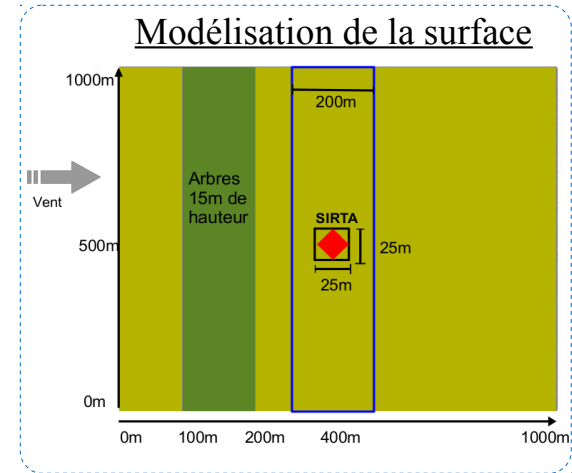 Modélisation de la surface
1000m
200m
Arbres
15m de
hauteur
Vent
SIRTA
500m
25m
25m
0m
0m
100m
200m
400m
1000m